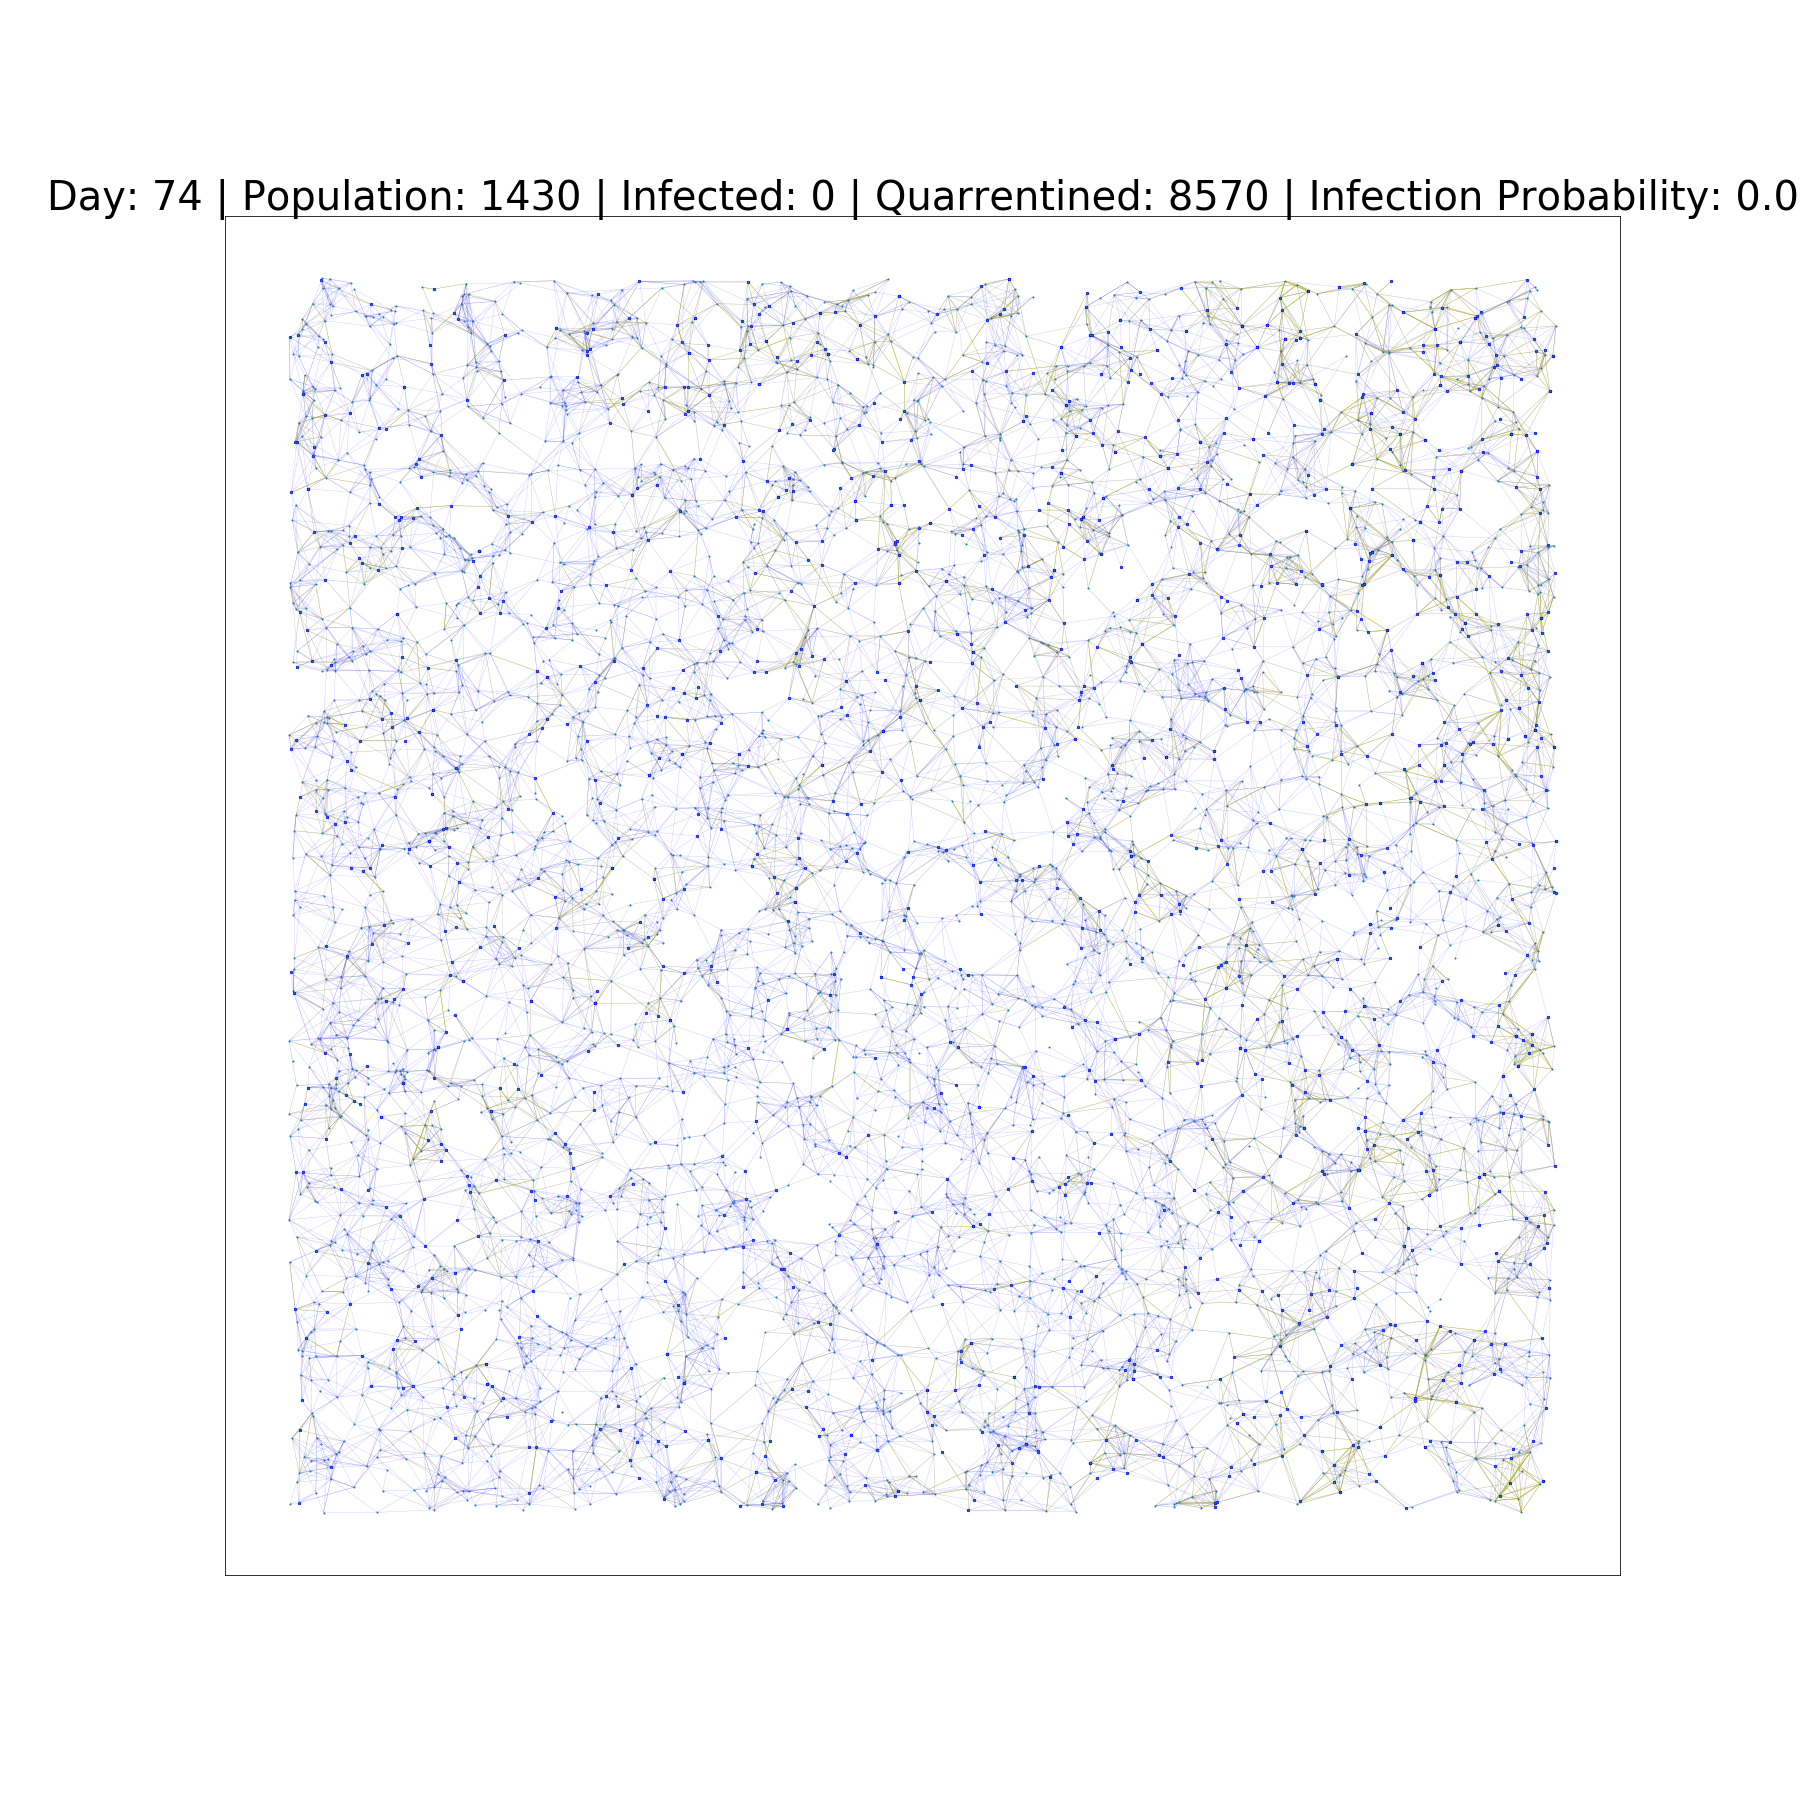 Day: 74 | Population: 1430 | Infected: 0 | Quarrentined: 8570 | Infection Probability: 0.0